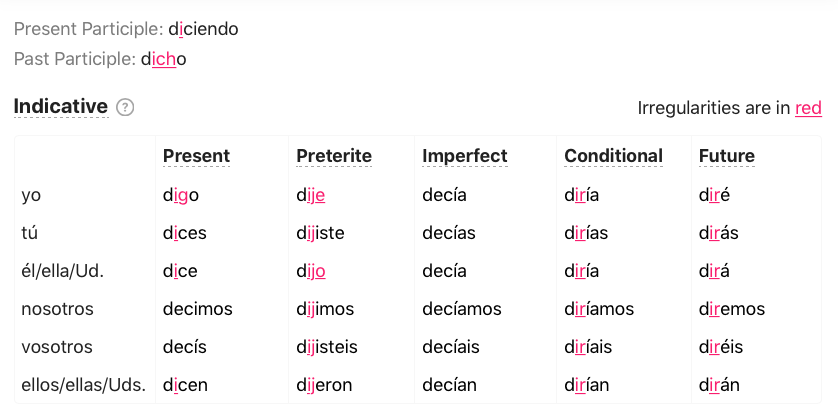 Present Participle: diciendo
Past Participle: dicho
Indicative ? Irregularities are in red
Present Preterite Imperfect Conditional Future
yo digo dije decía diría diré
tú dices dijiste decías dirías dirás
él/ella/Ud. dice dijo decía diría dirá
nosotros decimos dijimos decíamos diríamos diremos
vosotros decís dijisteis decíais diríais diréis
ellos/ellas/Uds. dicen dijeron decían dirían dirán